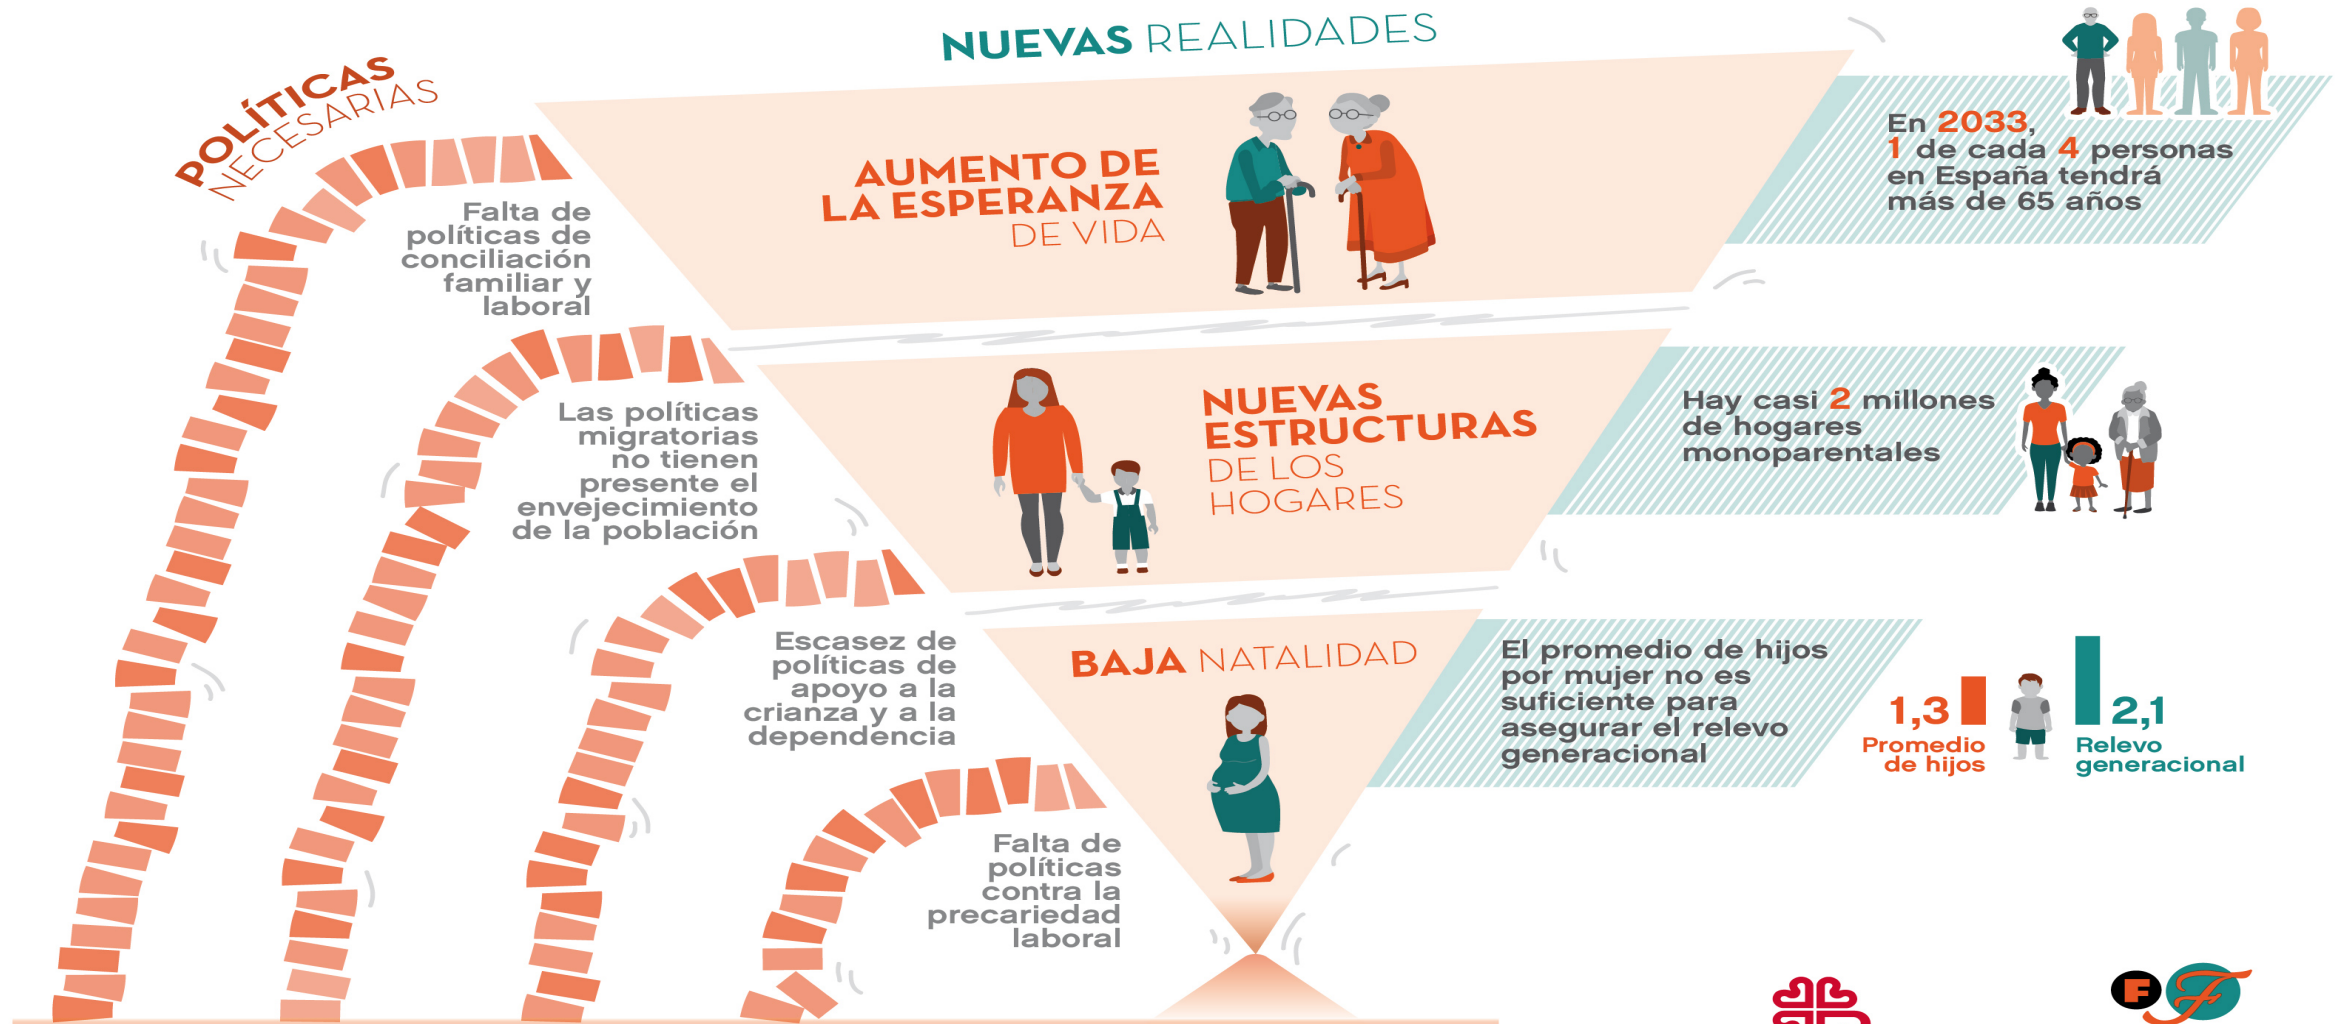 NUEVAS REALIDADES
POLÍTICAS
NECESARIAS
Falta de
políticas de
conciliación
familiar y
laboral
Las políticas
migratorias
no tienen
presente el
envejecimiento
de la población
Escasez de
políticas de
apoyo a la
crianza y a la
dependencia
Falta de
políticas
contra la
precariedad
laboral
AUMENTO DE
LA ESPERANZA
DE VIDA
En 2033,
1 de cada 4 personas
en España tendrá
más de 65 años
NUEVAS
ESTRUCTURAS
DE LOS
HOGARES
Hay casi 2 millones
de hogares
monoparentales
BAJA NATALIDAD
El promedio de hijos
por mujer no es
suficiente para
asegurar el relevo
generacional
1,3
Promedio
de hijos
2,1
Relevo
generacional
F F